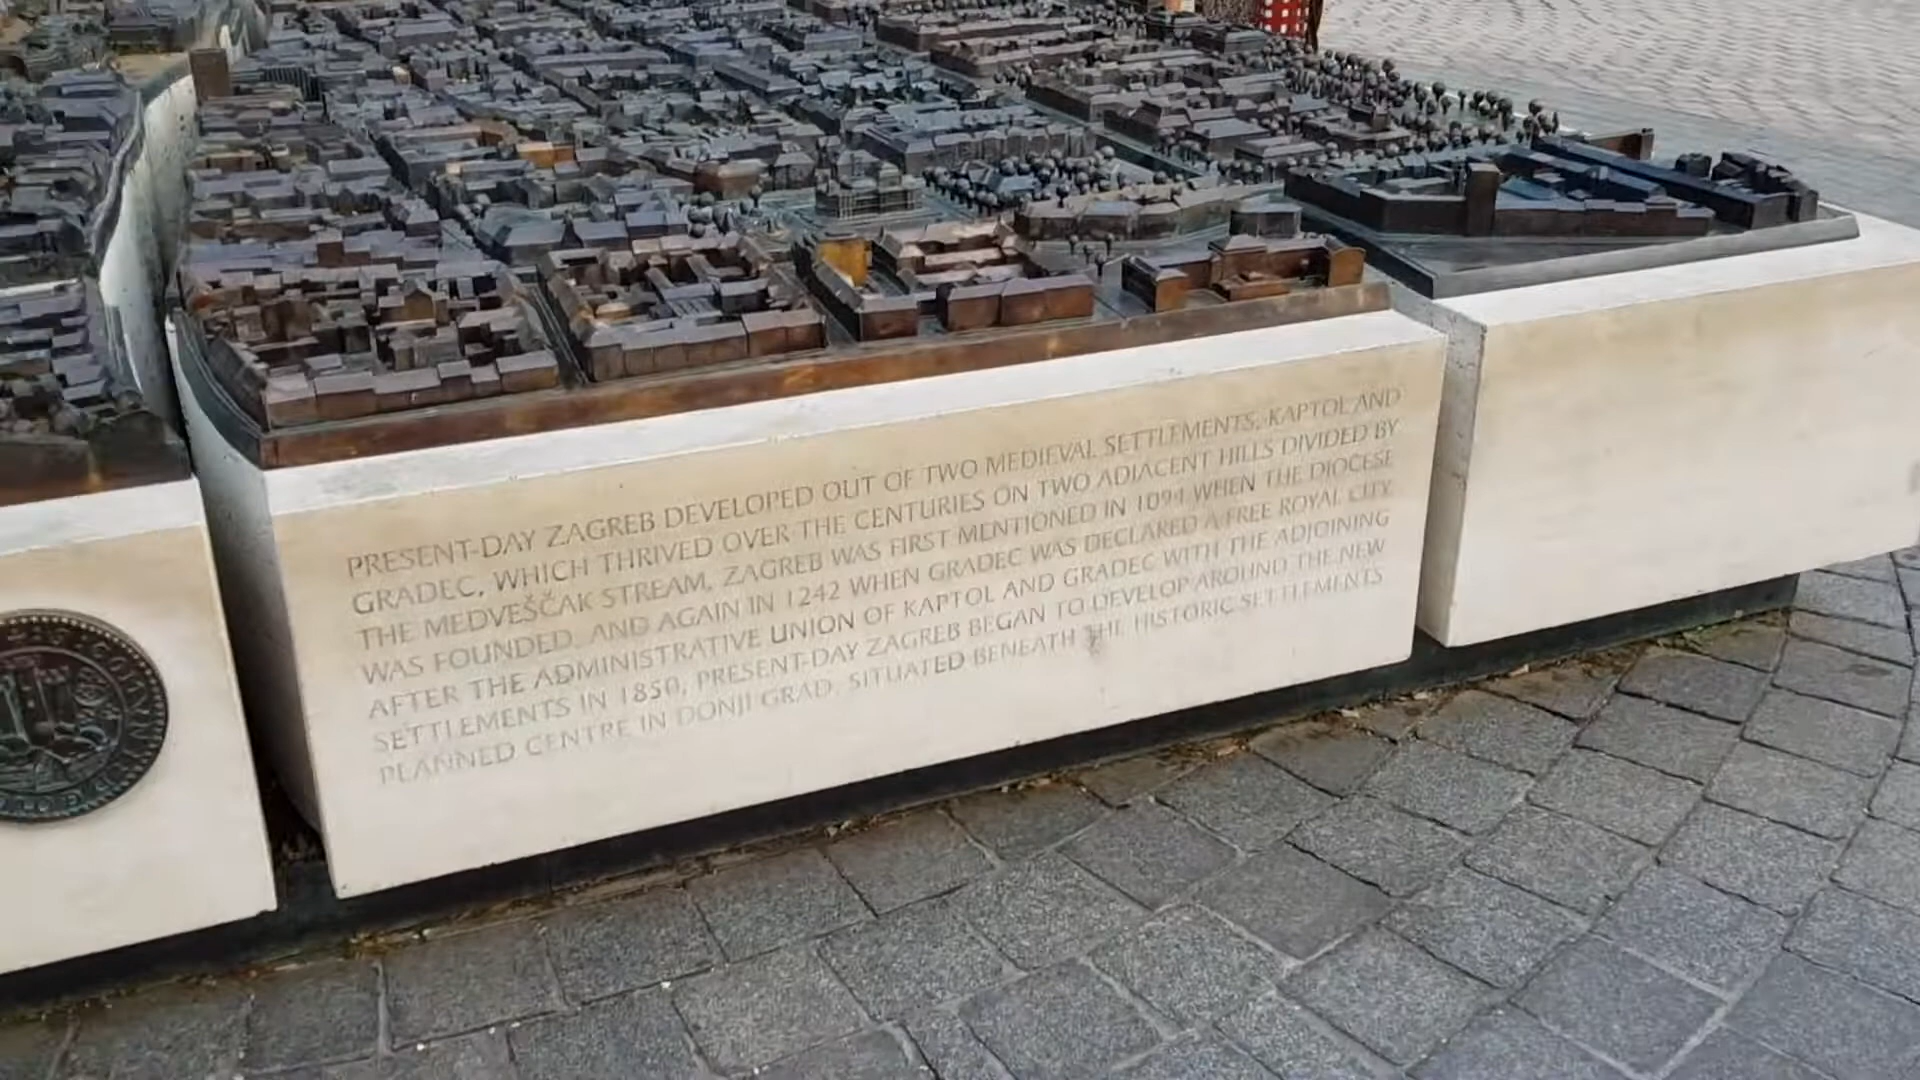 PRESENT-DAY ZAGREB DEVELOPED OUT OF TWO MEDIEVAL SETTLEMENTS, KAPTOL AND
GRADEC, WHICH THRIVED OVER THE CENTURIES ON TWO ADJACENT HILLS DIVIDED BY
THE MEDVEŠČAK STREAM. ZAGREB WAS FIRST MENTIONED IN 1094 WHEN THE DIOCESE
WAS FOUNDED, AND AGAIN IN 1242 WHEN GRADEC WAS DECLARED A FREE ROYAL CITY.
AFTER THE ADMINISTRATIVE UNION OF KAPTOL AND GRADEC WITH THE ADJOINING
SETTLEMENTS IN 1850, PRESENT-DAY ZAGREB BEGAN TO DEVELOP AROUND THE NEW
PLANNED CENTRE IN DONJI GRAD, SITUATED BENEATH THE HISTORIC SETTLEMENTS.